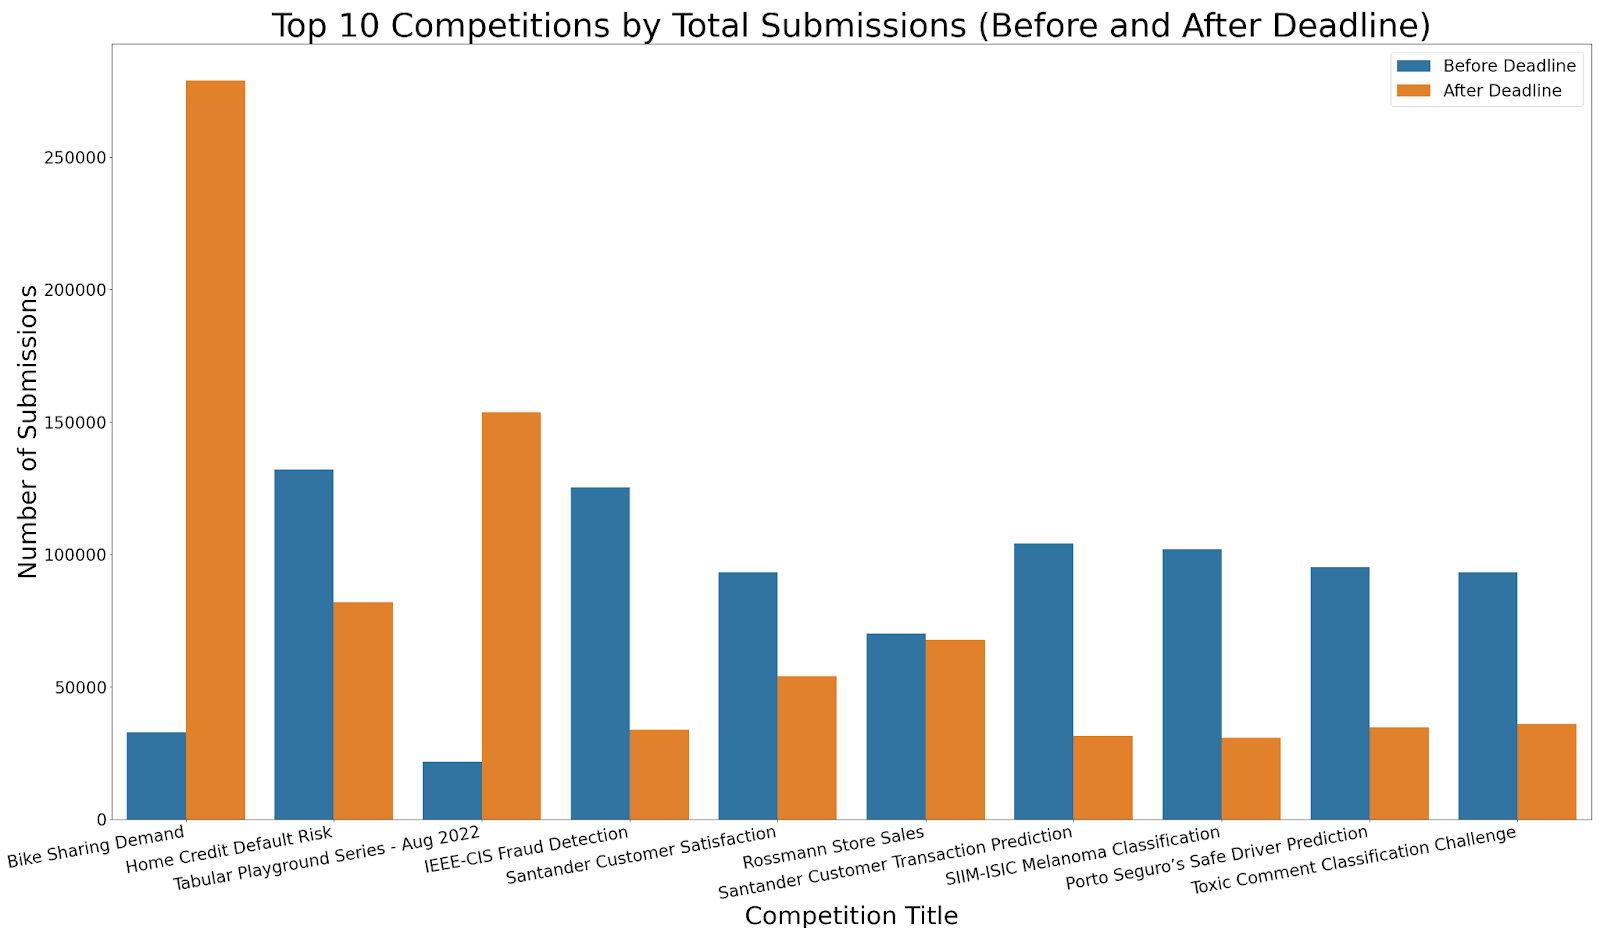 Top 10 Competitions by Total Submissions (Before and After Deadline)
Before Deadline
After Deadline
Number of Submissions
250000
200000
150000
100000
50000
0
Bike Sharing Demand
Home Credit Default Risk
Tabular Playground Series - Aug 2022
IEEE-CIS Fraud Detection
Santander Customer Satisfaction
Rossmann Store Sales
Santander Customer Transaction Prediction
SIIM-ISIC Melanoma Classification
Porto Seguro’s Safe Driver Prediction
Toxic Comment Classification Challenge
Competition Title